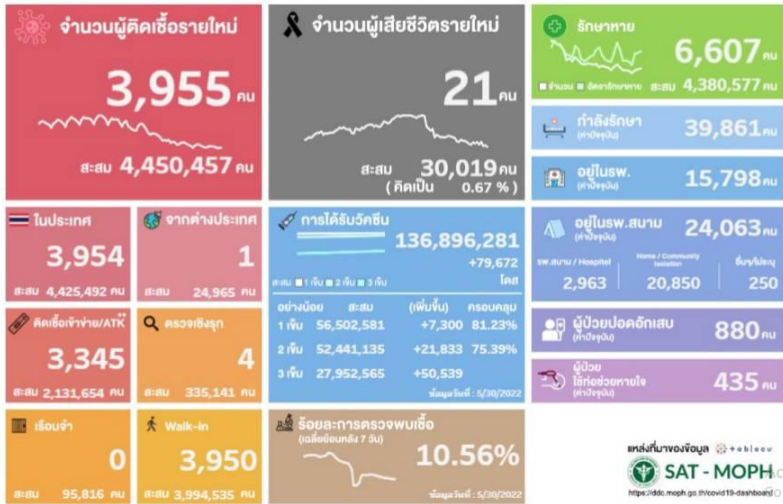 จำนวนผู้ติดเชื้อรายใหม่
3,955 คน
สะสม 4,450,457 คน
จำนวนผู้เสียชีวิตรายใหม่
21 คน
สะสม 30,019 คน
(คิดเป็น 0.67 %)
รักษาหาย
6,607 คน
จำนวน อัตรารักษาหาย สะสม 4,380,577 คน
กำลังรักษา
(ค่าปัจจุบัน)
39,861 คน
อยู่ในรพ.
(ค่าปัจจุบัน)
15,798 คน
ในประเทศ
3,954
สะสม 4,425,492 คน
จากต่างประเทศ
1
สะสม 24,965 คน
การได้รับวัคซีน
136,896,281
+79,672
โดส
สะสม 1 เข็ม 2 เข็ม 3 เข็ม
อย่างน้อย สะสม (เพิ่มขึ้น) ครอบคลุม
1 เข็ม 56,502,581 +7,300 81.23%
2 เข็ม 52,441,135 +21,833 75.39%
3 เข็ม 27,952,565 +50,539
ข้อมูลวันที่ : 5/30/2022
อยู่ในรพ.สนาม
(ค่าปัจจุบัน)
24,063 คน
รพ.สนาม / Hospitel Home / Community Isolation อื่นๆ/ไม่ระบุ
2,963 20,850 250
ติดเชื้อเข้าข่าย/ATK**
3,345
สะสม 2,131,654 คน
ตรวจเชิงรุก
4
สะสม 335,141 คน
ผู้ป่วยปอดอักเสบ
(ค่าปัจจุบัน)
880 คน
ผู้ป่วย
ใช้ท่อช่วยหายใจ
(ค่าปัจจุบัน)
435 คน
เรือนจำ
0
สะสม 95,816 คน
Walk-in
3,950
สะสม 3,994,535 คน
ร้อยละการตรวจพบเชื้อ
(เฉลี่ยย้อนหลัง 7 วัน)
10.56%
ข้อมูลวันที่ : 5/30/2022
แหล่งที่มาของข้อมูล +ableau
SAT - MOPH
https://ddc.moph.go.th/covid19-dashboard